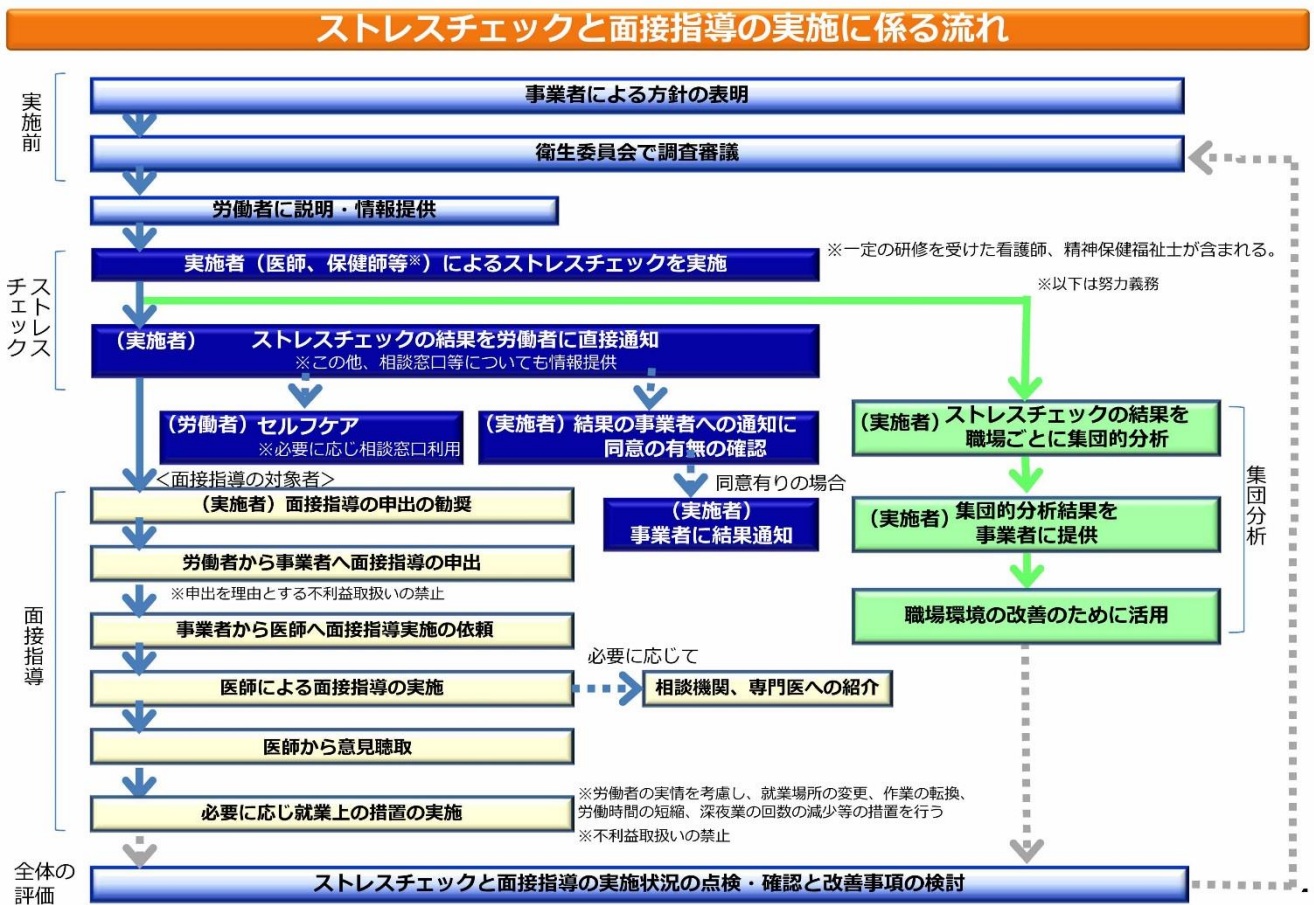 ストレスチェックと面接指導の実施に係る流れ
実施前
事業者による方針の表明
衛生委員会で調査審議
労働者に説明・情報提供
ストレスチェック
実施者（医師、保健師等※）によるストレスチェックを実施
※一定の研修を受けた看護師、精神保健福祉士が含まれる。
※以下は努力義務
（実施者） ストレスチェックの結果を労働者に直接通知
※この他、相談窓口等についても情報提供
（労働者）セルフケア
※必要に応じ相談窓口利用
（実施者）結果の事業者への通知に
同意の有無の確認
同意有りの場合
（実施者）
事業者に結果通知
集団分析
（実施者）ストレスチェックの結果を
職場ごとに集団的分析
（実施者）集団的分析結果を
事業者に提供
職場環境の改善のために活用
面接指導
＜面接指導の対象者＞
（実施者）面接指導の申出の勧奨
労働者から事業者へ面接指導の申出
※申出を理由とする不利益取扱いの禁止
事業者から医師へ面接指導実施の依頼
医師による面接指導の実施
必要に応じて
相談機関、専門医への紹介
医師から意見聴取
必要に応じ就業上の措置の実施
※労働者の実情を考慮し、就業場所の変更、作業の転換、
労働時間の短縮、深夜業の回数の減少等の措置を行う
※不利益取扱いの禁止
全体の
評価
ストレスチェックと面接指導の実施状況の点検・確認と改善事項の検討